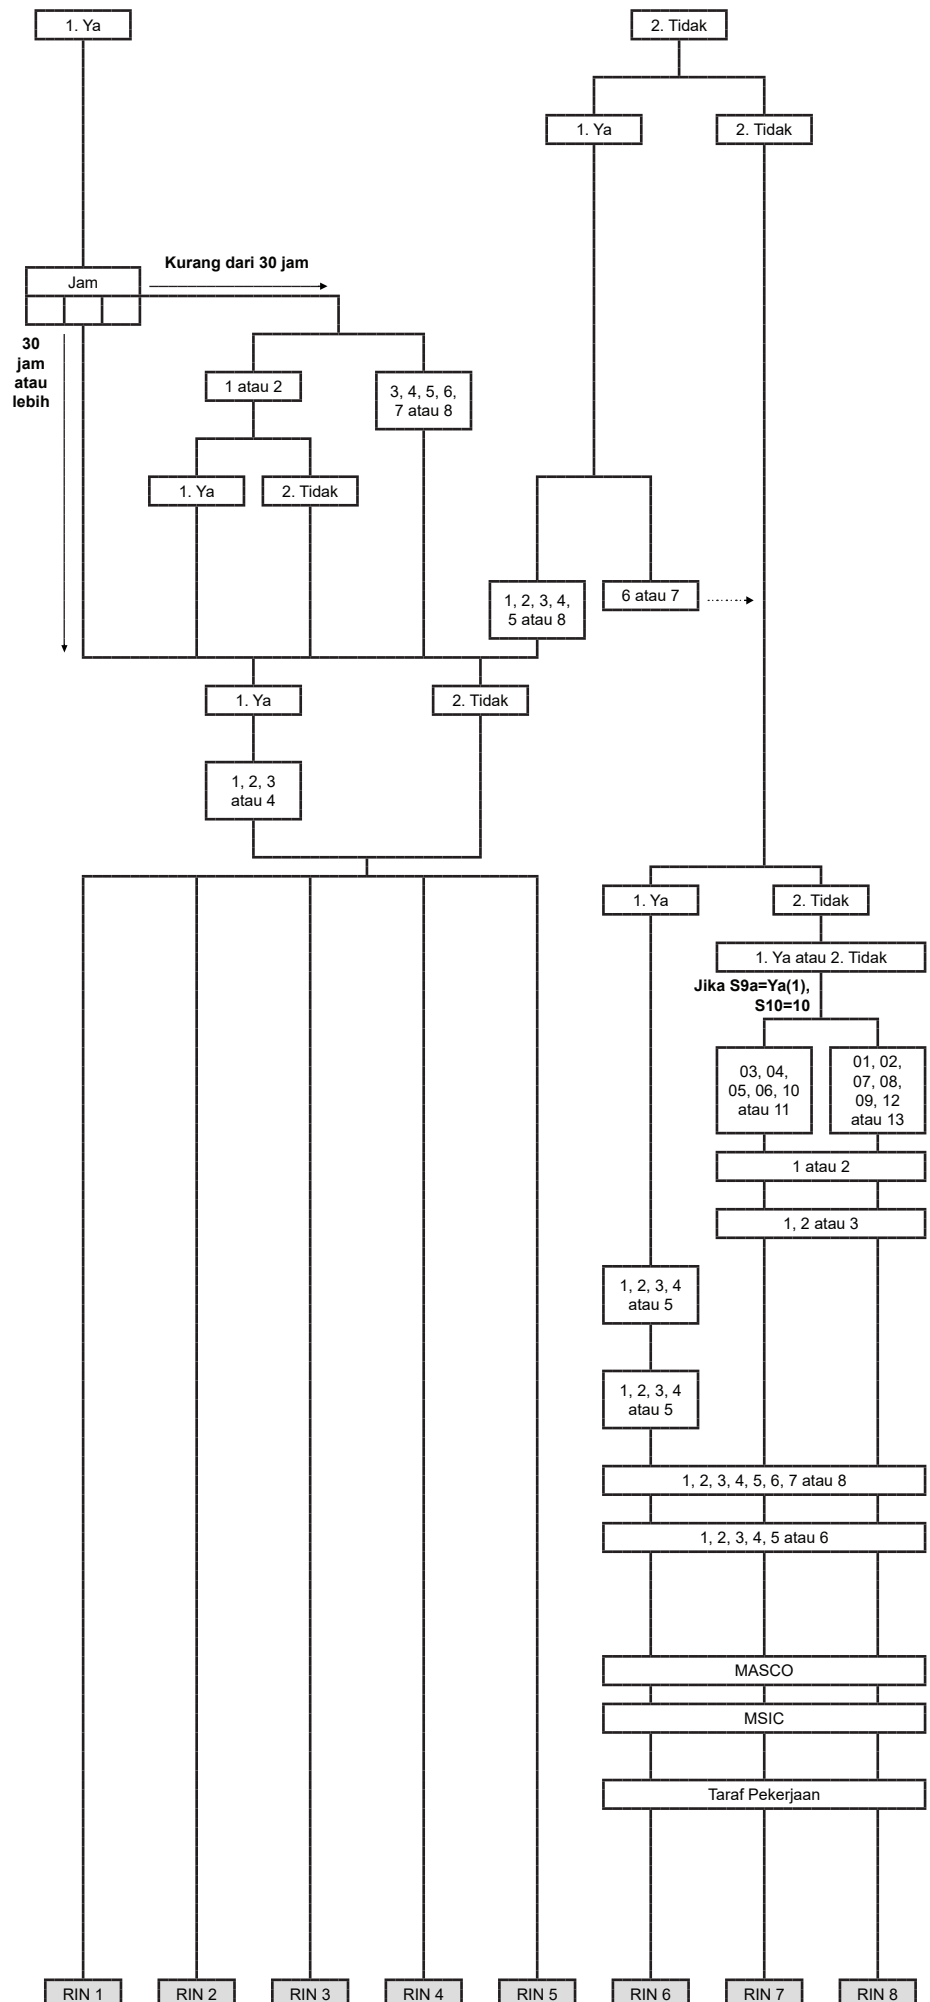 1. Ya
2. Tidak
1. Ya
2. Tidak
Kurang dari 30 jam
Jam
30
jam
atau
lebih
1 atau 2
3, 4, 5, 6,
7 atau 8
1. Ya
2. Tidak
1, 2, 3, 4,
5 atau 8
6 atau 7
1. Ya
2. Tidak
1, 2, 3
atau 4
1. Ya
2. Tidak
1. Ya atau 2. Tidak
Jika S9a=Ya(1),
S10=10
03, 04,
05, 06, 10
atau 11
01, 02,
07, 08,
09, 12
atau 13
1 atau 2
1, 2 atau 3
1, 2, 3, 4
atau 5
1, 2, 3, 4
atau 5
1, 2, 3, 4, 5, 6, 7 atau 8
1, 2, 3, 4, 5 atau 6
MASCO
MSIC
Taraf Pekerjaan
RIN 1
RIN 2
RIN 3
RIN 4
RIN 5
RIN 6
RIN 7
RIN 8